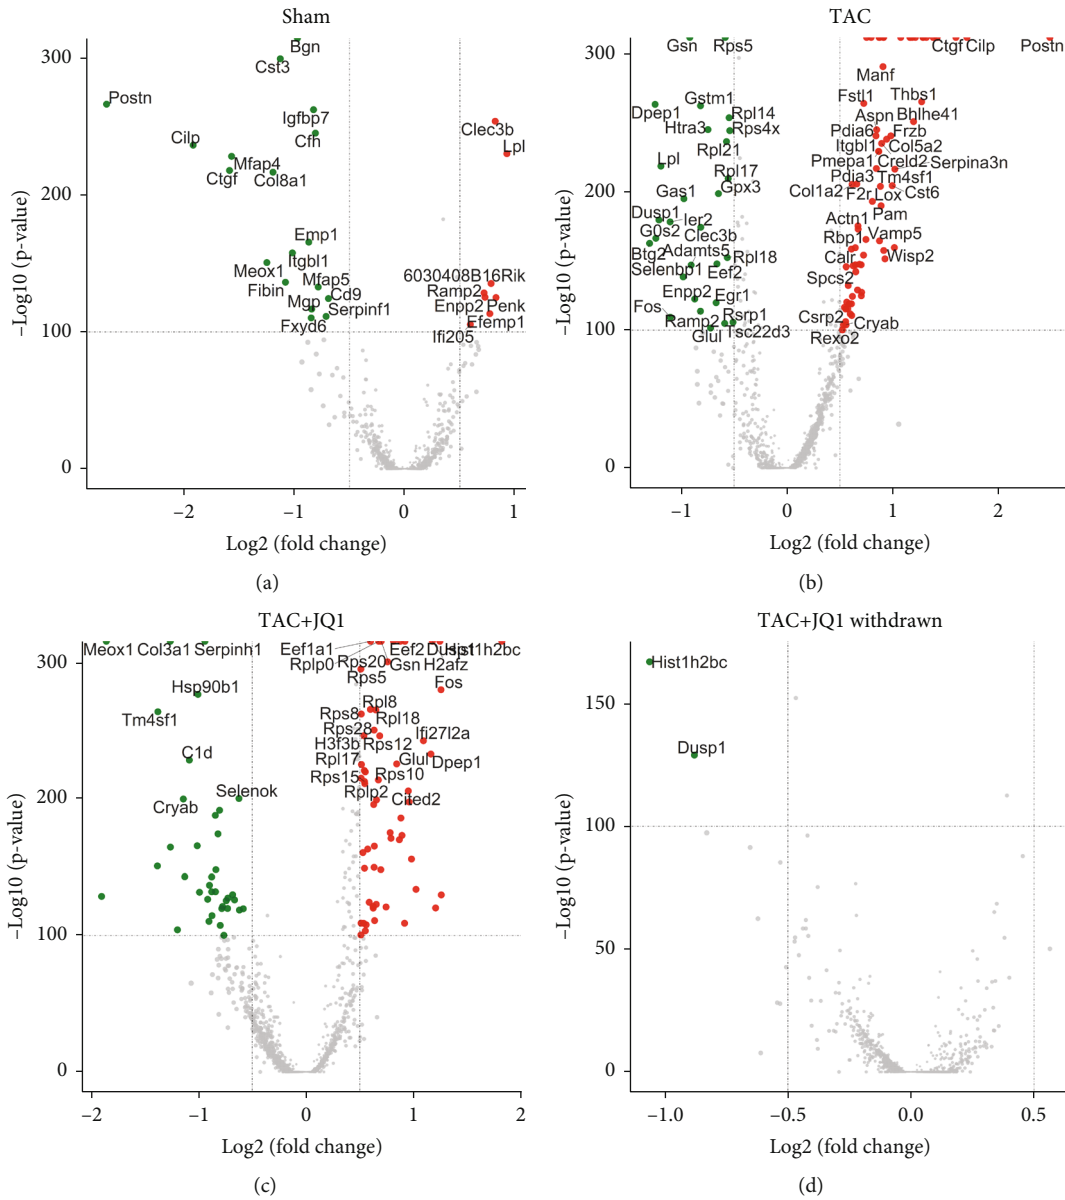 Sham
Bgn
300
Cst3
Postn
Igfbp7
Clec3b
Cilp
Cfh
Lpl
Mfap4
Ctgf
Col8a1
200
Emp1
Itgbl1
Meox1
6030408B16Rik
Mfap5
Fibin
Ramp2
Cd9
Mgp
Enpp2 Penk
Serpinf1
Fxyd6
Efemp1
Ifi205
100
0
−2
−1
0
1
−Log10 (p-value)
Log2 (fold change)
(a)
TAC
Gsn
Rps5
Ctgf Cilp
Postn
300
Manf
Dpep1
Gstm1
Fstl1
Thbs1
Rpl14
Aspn
Bhlhe41
Htra3
Rps4x
Pdia6
Frzb
Rpl21
Itgbl1
Col5a2
Lpl
Rpl17
Pmepa1
Creld2
Serpina3n
Pdia3
Tm4sf1
200
Gas1
Gpx3
Col1a2
F2r
Lox
Cst6
Dusp1
Ier2
Actn1
Pam
G0s2
Clec3b
Rbp1
Vamp5
Btg2
Adamts5
Rpl18
Calr
Wisp2
Selenbp1
Eef2
Spcs2
Enpp2
Egr1
Fos
Ramp2
Rsrp1
Csrp2
Cryab
Glul
Tsc22d3
Rexo2
100
0
−1
0
1
2
−Log10 (p-value)
Log2 (fold change)
(b)
TAC+JQ1
Meox1
Col3a1
Serpinh1
Eef1a1
Eef2
Dusp1
Hist1h2bc
300
Rplp0
Rps20
Gsn
H2afz
Rps5
Fos
Hsp90b1
Tm4sf1
Rps8
Rpl8
Rpl18
Rps28
Ifi27l2a
H3f3b
Rps12
C1d
Rpl17
Glul
Dpep1
Rps15
Rps10
Cryab
Selenok
Rplp2
Cited2
200
100
0
−2
−1
0
1
2
−Log10 (p-value)
Log2 (fold change)
(c)
TAC+JQ1 withdrawn
Hist1h2bc
150
Dusp1
100
50
0
−1.0
−0.5
0.0
0.5
−Log10 (p-value)
Log2 (fold change)
(d)